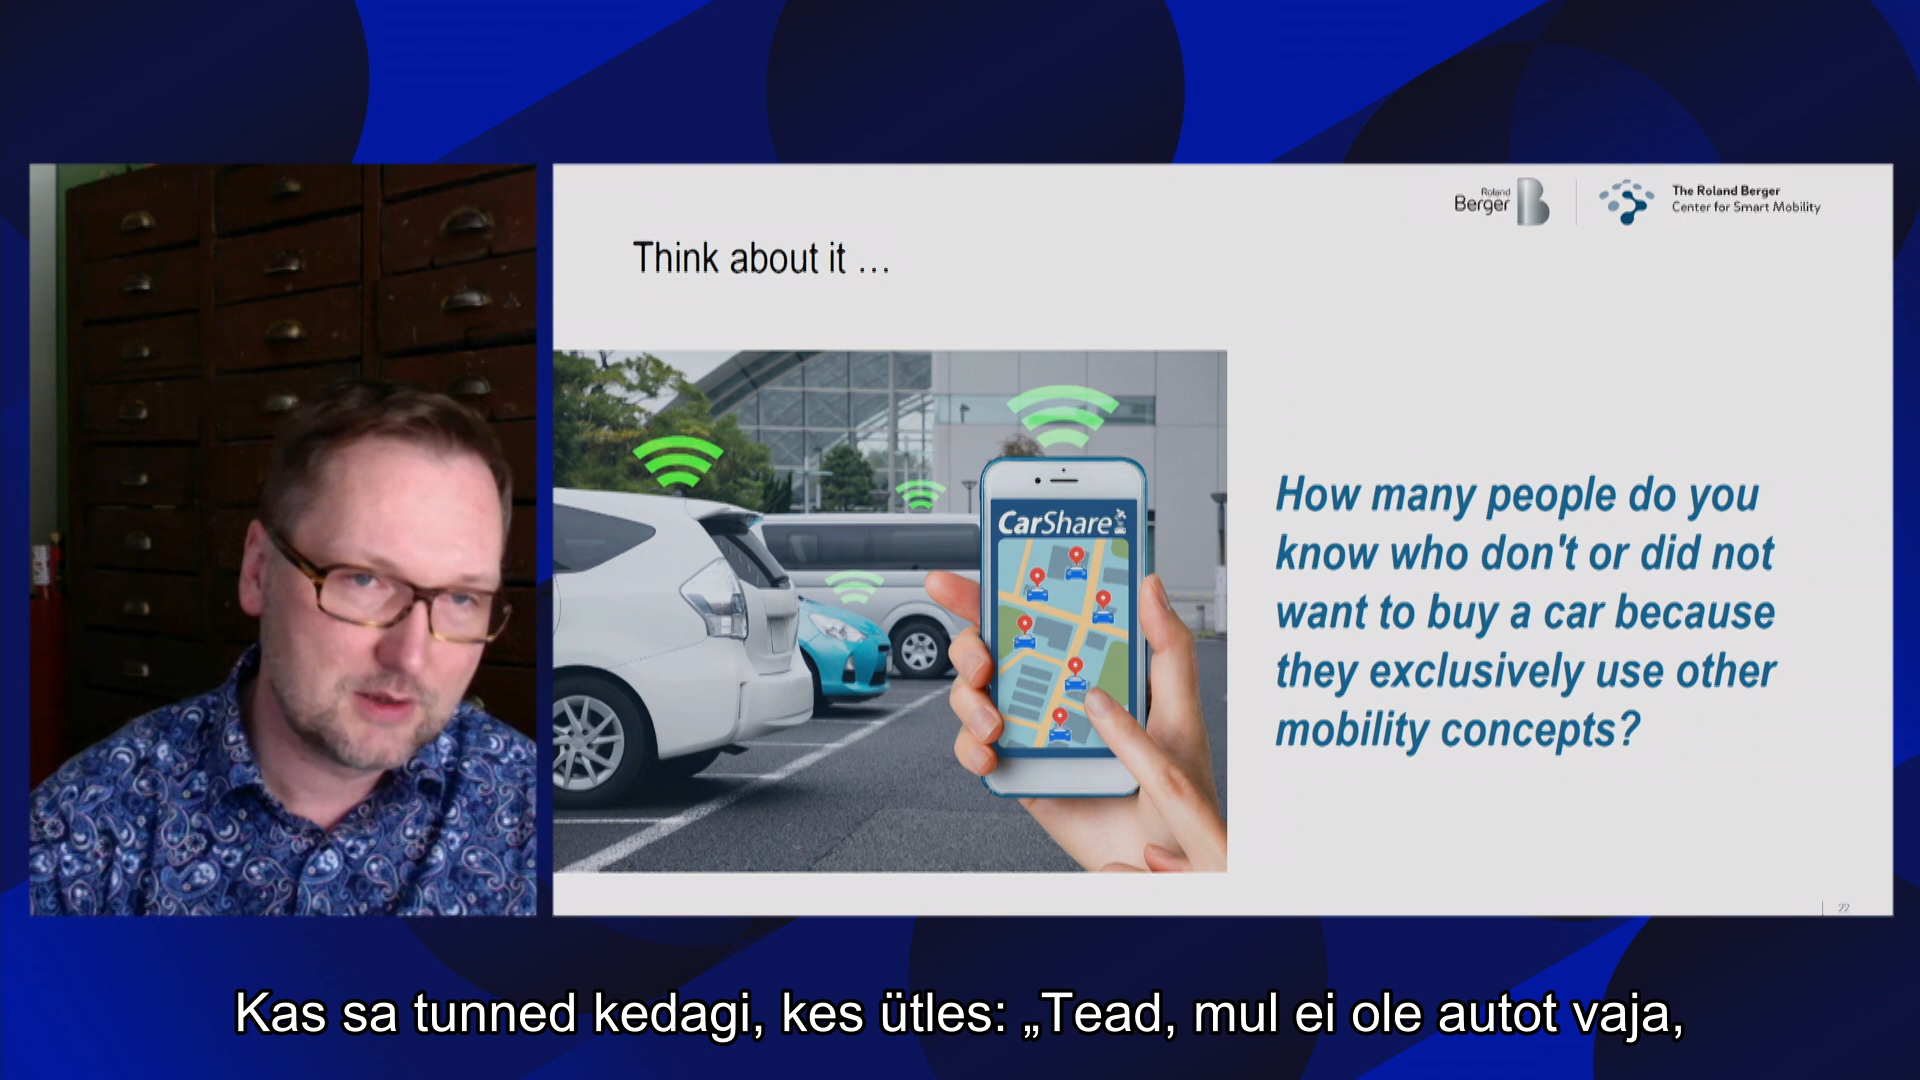 Roland
Berger
The Roland Berger
Center for Smart Mobility
Think about it ...
CarShare
How many people do you
know who don't or did not
want to buy a car because
they exclusively use other
mobility concepts?
22
Kas sa tunned kedagi, kes ütles: „Tead, mul ei ole autot vaja,